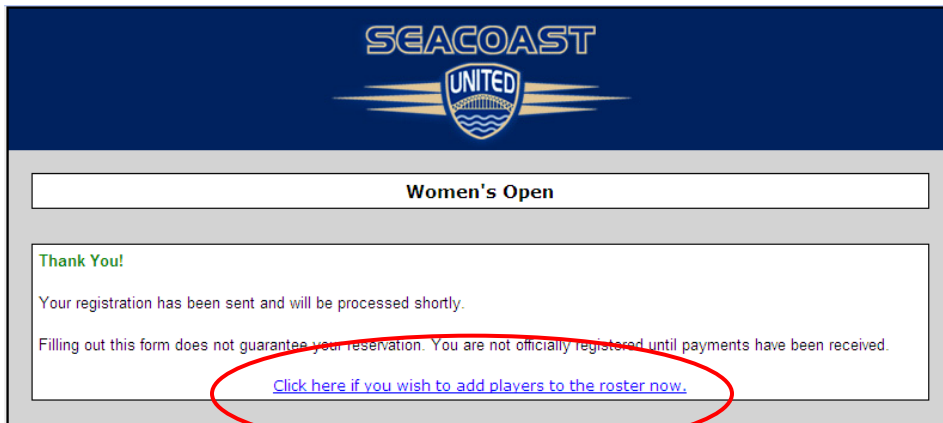 SEACOAST
UNITED
Women's Open
Thank You!
Your registration has been sent and will be processed shortly.
Filling out this form does not guarantee your reservation. You are not officially registered until payments have been received.
Click here if you wish to add players to the roster now.